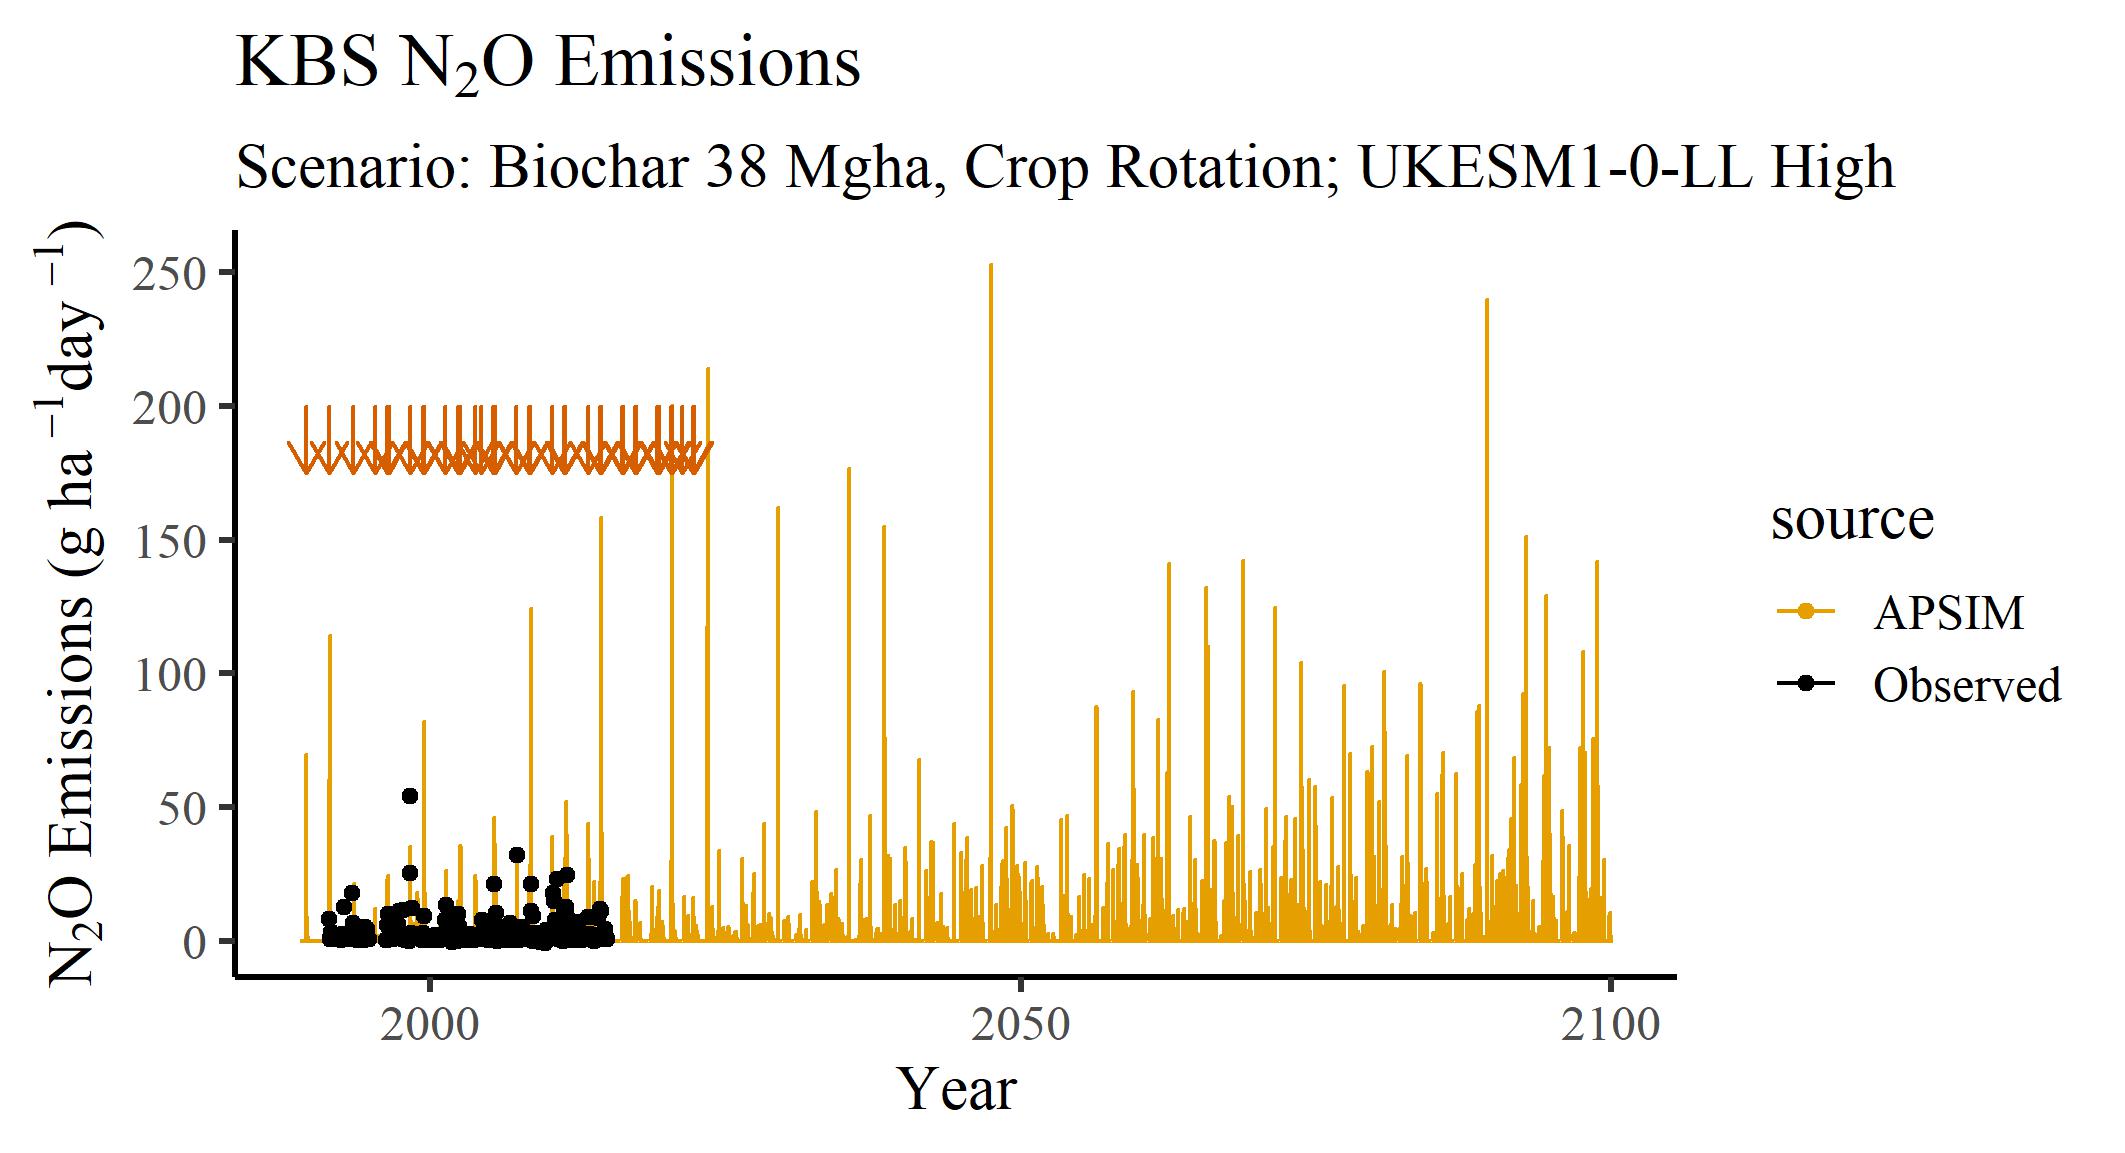 KBS N₂O Emissions
Scenario: Biochar 38 Mgha, Crop Rotation; UKESM1-0-LL High
N₂O Emissions (g ha ⁻¹day ⁻¹)
250
200
150
100
50
0
2000
2050
2100
Year
source
APSIM
Observed